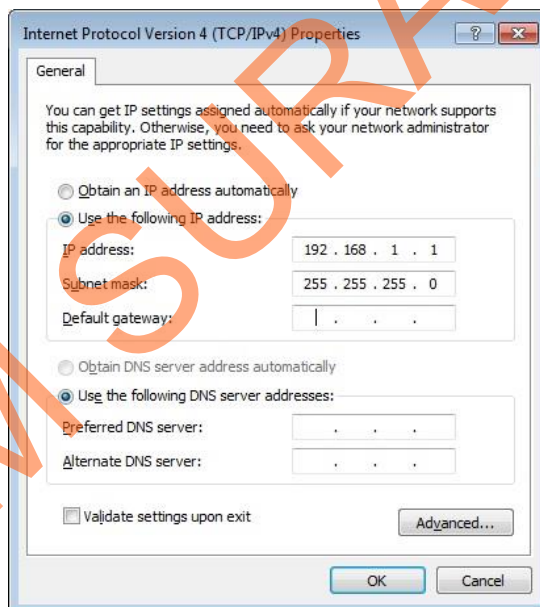 Internet Protocol Version 4 (TCP/IPv4) Properties
General
You can get IP settings assigned automatically if your network supports
this capability. Otherwise, you need to ask your network administrator
for the appropriate IP settings.
Obtain an IP address automatically
Use the following IP address:
IP address: 192 . 168 . 1 . 1
Subnet mask: 255 . 255 . 255 . 0
Default gateway: . . .
Obtain DNS server address automatically
Use the following DNS server addresses:
Preferred DNS server: . . .
Alternate DNS server: . . .
Validate settings upon exit
Advanced...
OK Cancel
M SURA